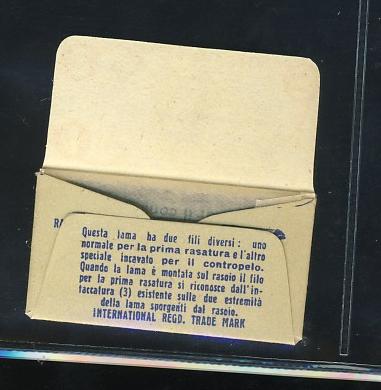 Questa lama ha due fili diversi: uno
normale per la prima rasatura e l'altro
speciale incavato per il contropelo.
Quando la lama è montata sul rasoio il filo
per la prima rasatura si riconosce dall'in-
taccatura (3) esistente sulle due estremità
della lama sporgenti dal rasoio.
INTERNATIONAL REGD. TRADE MARK